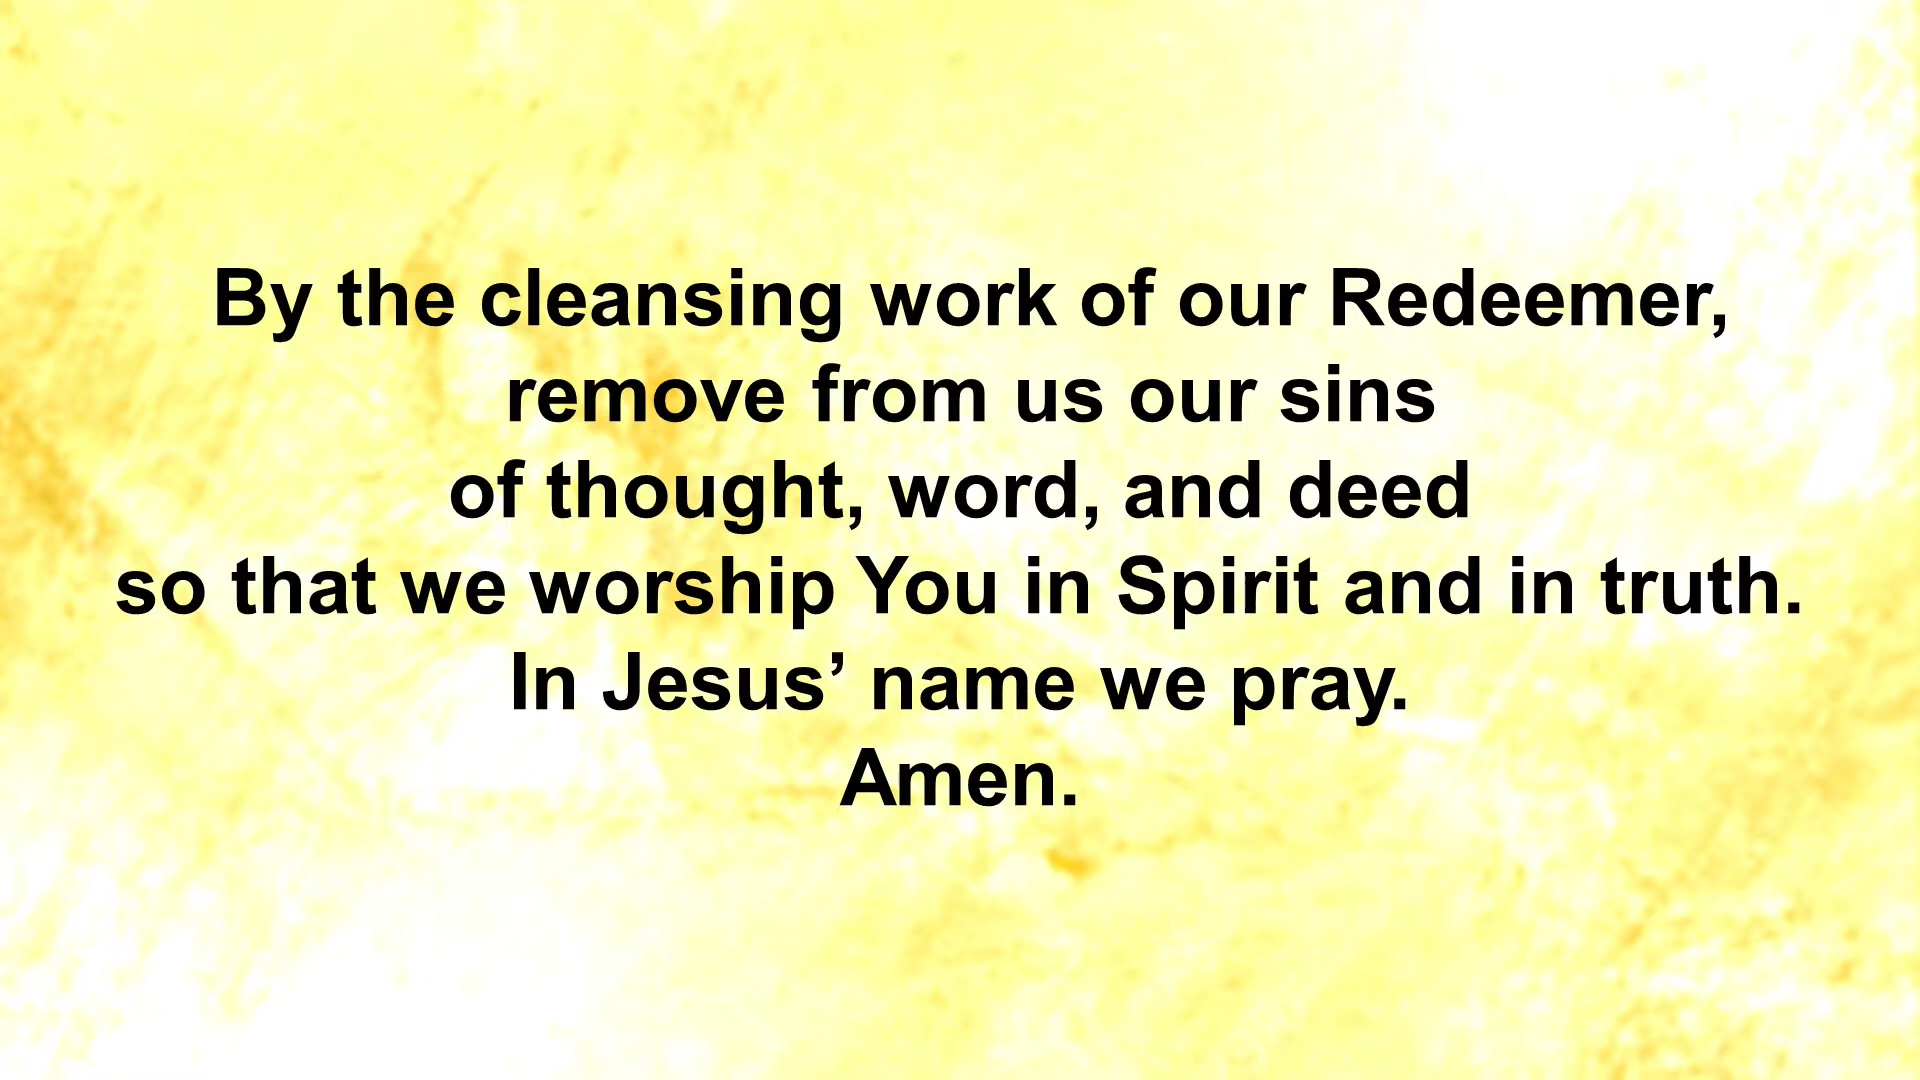 By the cleansing work of our Redeemer,
remove from us our sins
of thought, word, and deed
so that we worship You in Spirit and in truth.
In Jesus’ name we pray.
Amen.